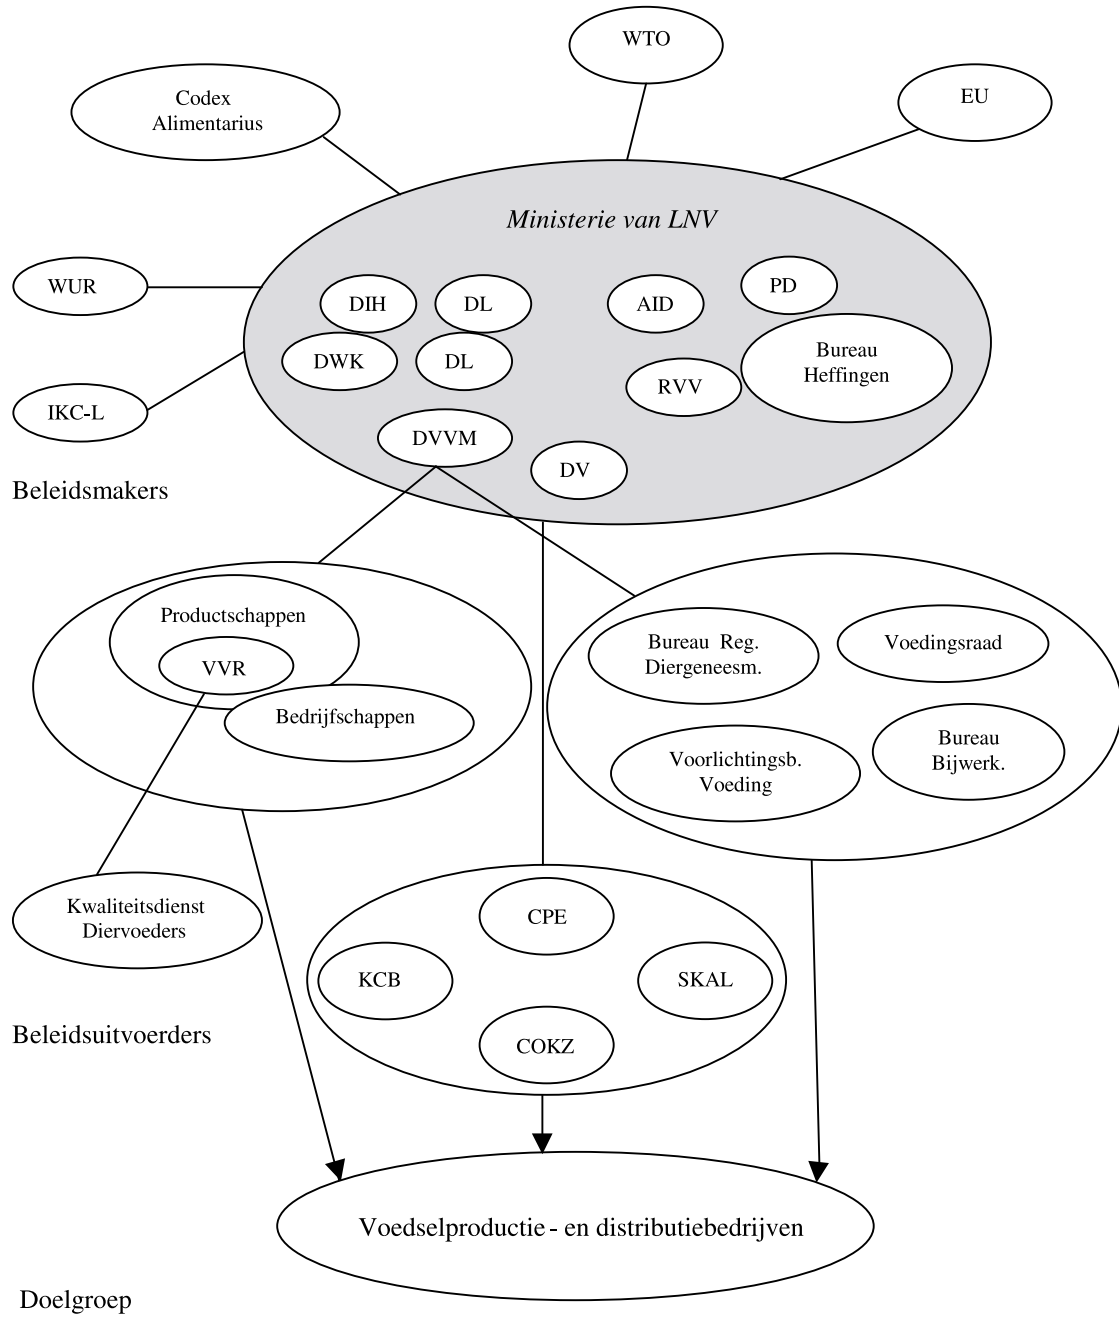 WTO
EU
Codex
Alimentarius
Ministerie van LNV
WUR
DIH
DL
AID
PD
DWK
DL
RVV
Bureau
Heffingen
IKC-L
DVVM
DV
Beleidsmakers
Productschappen
VVR
Bedrijfschappen
Bureau Reg.
Diergeneesm.
Voedingsraad
Voorlichtingsb.
Voeding
Bureau
Bijwerk.
Kwaliteitsdienst
Diervoeders
CPE
KCB
SKAL
COKZ
Beleidsuitvoerders
Voedselproductie- en distributiebedrijven
Doelgroep